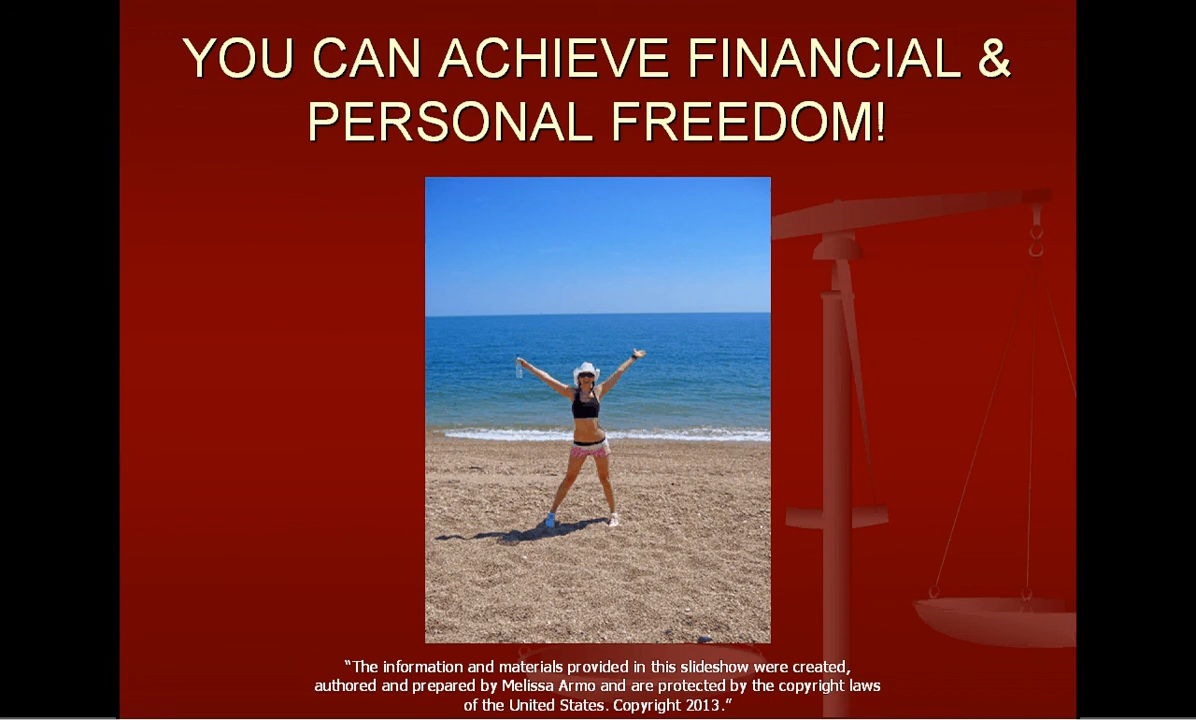 YOU CAN ACHIEVE FINANCIAL &
PERSONAL FREEDOM!
“The information and materials provided in this slideshow were created,
authored and prepared by Melissa Armo and are protected by the copyright laws
of the United States. Copyright 2013.”